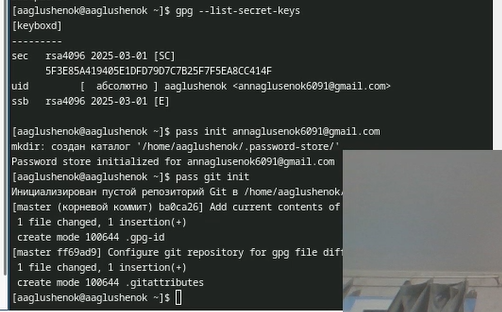 [aaglushenok@aaglushenok ~]$ gpg --list-secret-keys
[keyboxd]
---------
sec   rsa4096 2025-03-01 [SC]
      5F3E85A419405E1DFD79D7C7B25F7F5EA8CC414F
uid         [  абсолютно ] aaglushenok <annaglusenok6091@gmail.com>
ssb   rsa4096 2025-03-01 [E]
[aaglushenok@aaglushenok ~]$ pass init annaglusenok6091@gmail.com
mkdir: создан каталог '/home/aaglushenok/.password-store/'
Password store initialized for annaglusenok6091@gmail.com
[aaglushenok@aaglushenok ~]$ pass git init
Инициализирован пустой репозиторий Git в /home/aaglushenok/
[master (корневой коммит) ba0ca26] Add current contents of
 1 file changed, 1 insertion(+)
 create mode 100644 .gpg-id
[master ff69ad9] Configure git repository for gpg file diff
 1 file changed, 1 insertion(+)
 create mode 100644 .gitattributes
[aaglushenok@aaglushenok ~]$